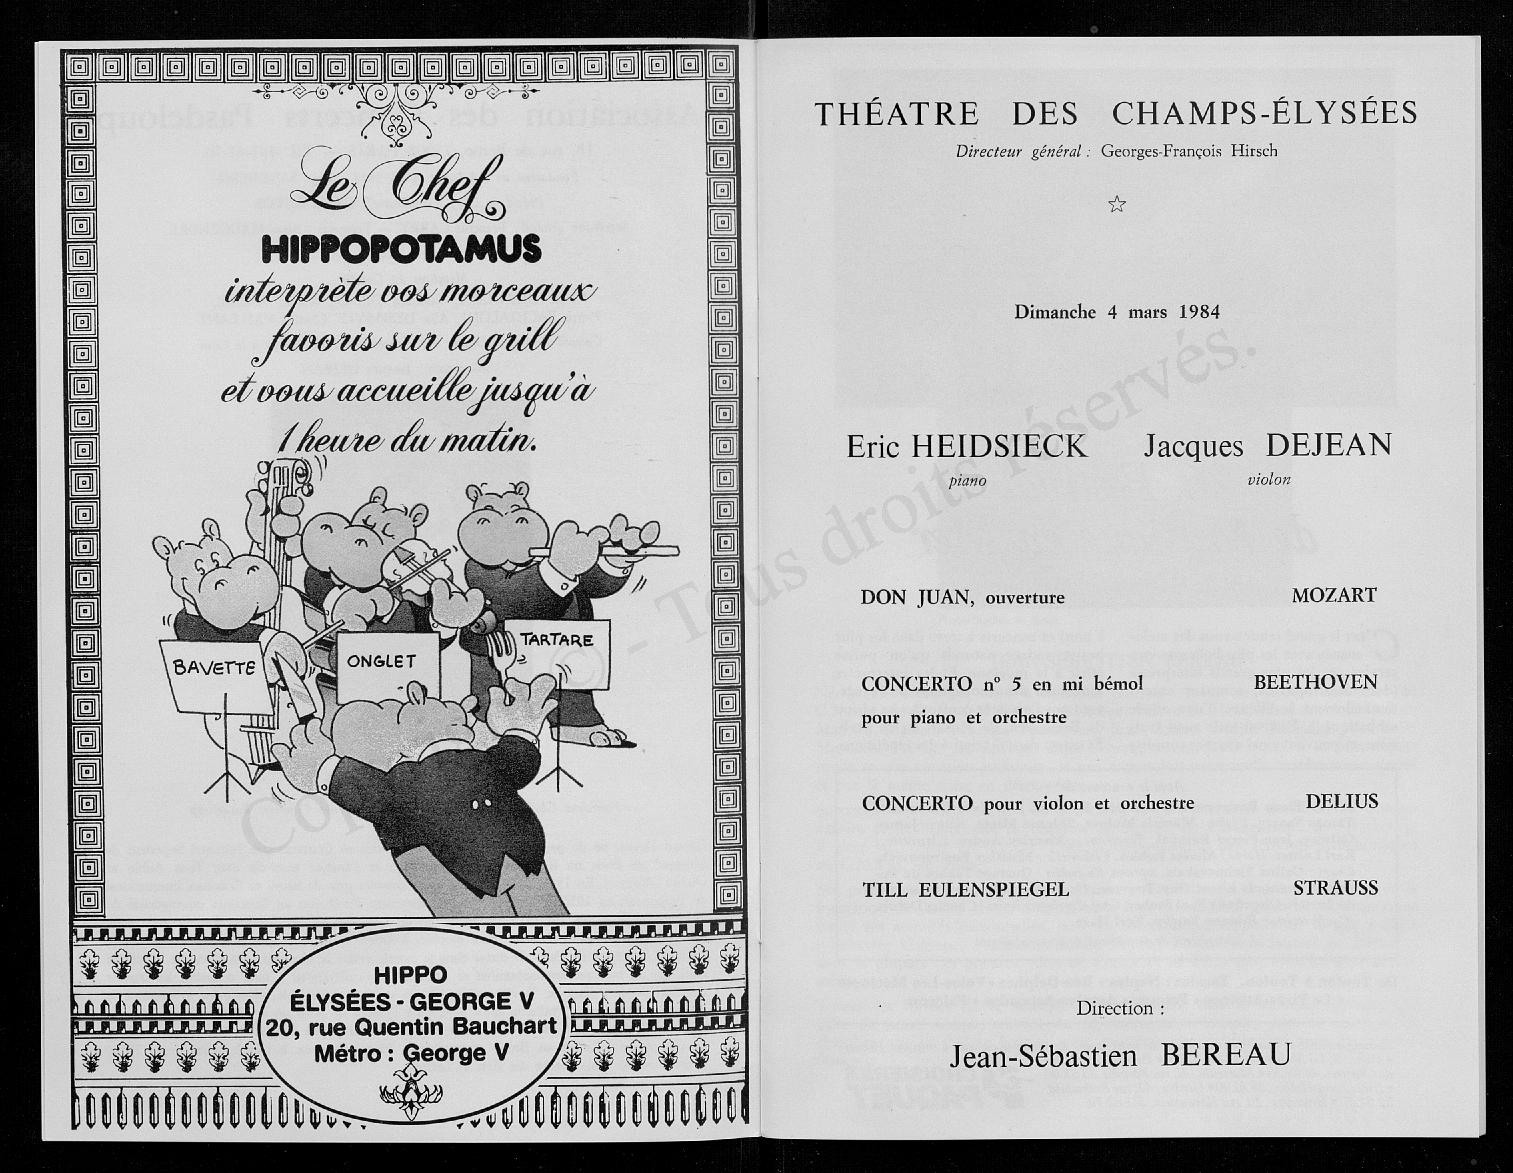 Le Chef
HIPPOPOTAMUS
interprète vos morceaux
favoris sur le grill
et vous accueille jusqu'à
1 heure du matin.
BAVETTE
ONGLET
TARTARE
HIPPO
ÉLYSÉES - GEORGE V
20, rue Quentin Bauchart
Métro : George V
THÉATRE DES CHAMPS-ÉLYSÉES
Directeur général : Georges-François Hirsch
Dimanche 4 mars 1984
Eric HEIDSIECK Jacques DEJEAN
piano violon
DON JUAN, ouverture MOZART
CONCERTO n° 5 en mi bémol BEETHOVEN
pour piano et orchestre
CONCERTO pour violon et orchestre DELIUS
TILL EULENSPIEGEL STRAUSS
Direction :
Jean-Sébastien BEREAU
© - Tous droits réservés.